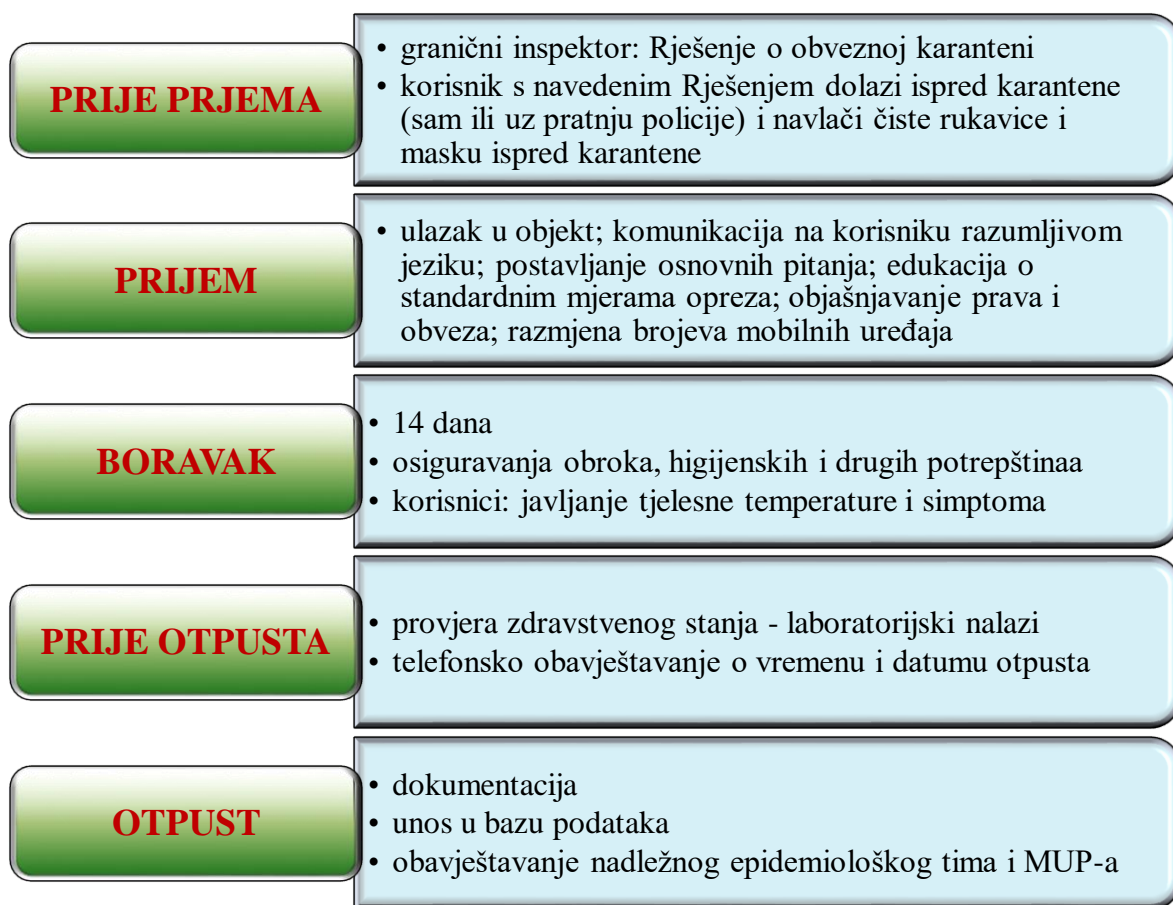 PRIJE PRJEMA
• granični inspektor: Rješenje o obveznoj karanteni
• korisnik s navedenim Rješenjem dolazi ispred karantene
(sam ili uz pratnju policije) i navlači čiste rukavice i
masku ispred karantene
PRIJEM
• ulazak u objekt; komunikacija na korisniku razumljivom
jeziku; postavljanje osnovnih pitanja; edukacija o
standardnim mjerama opreza; objašnjavanje prava i
obveza; razmjena brojeva mobilnih uređaja
BORAVAK
• 14 dana
• osiguravanja obroka, higijenskih i drugih potrepštinaa
• korisnici: javljanje tjelesne temperature i simptoma
PRIJE OTPUSTA
• provjera zdravstvenog stanja - laboratorijski nalazi
• telefonsko obavještavanje o vremenu i datumu otpusta
OTPUST
• dokumentacija
• unos u bazu podataka
• obavještavanje nadležnog epidemiološkog tima i MUP-a